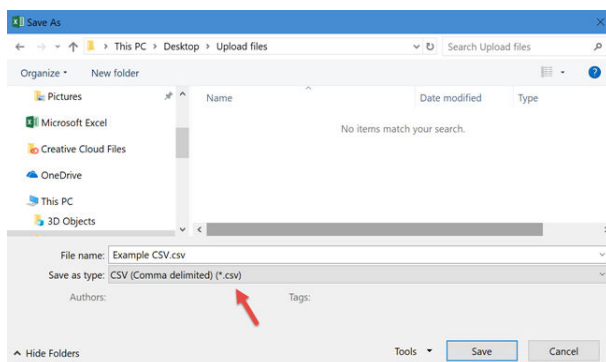 Save As
This PC > Desktop > Upload files
Search Upload files
Organize
New folder
Pictures
Name
Date modified
Type
No items match your search.
Microsoft Excel
Creative Cloud Files
OneDrive
This PC
3D Objects
File name: Example CSV.csv
Save as type: CSV (Comma delimited) (*.csv)
Authors:
Tags:
Hide Folders
Tools
Save
Cancel